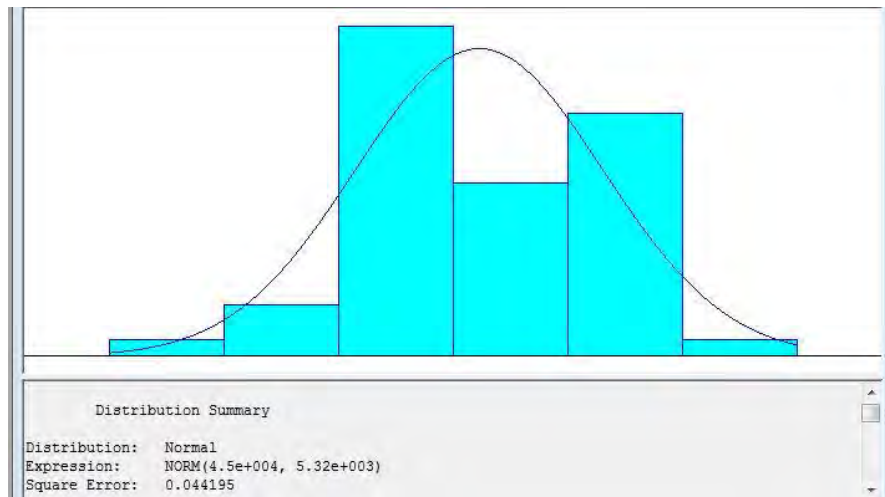 Distribution Summary
Distribution: Normal
Expression: NORM(4.5e+004, 5.32e+003)
Square Error: 0.044195